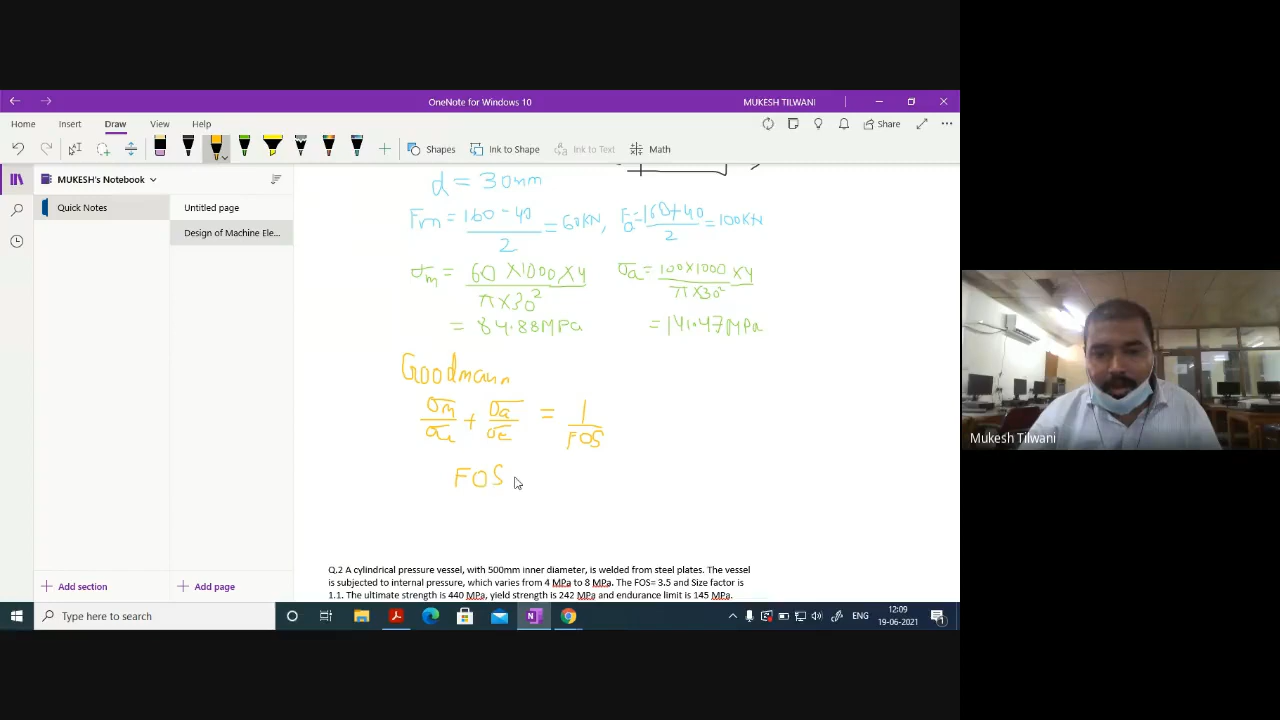 OneNote for Windows 10
MUKESH TILWANI
Home Insert Draw View Help
Share
Shapes Ink to Shape Ink to Text Math
MUKESH's Notebook
Quick Notes
Untitled page
Design of Machine Ele...
d = 30mm
Fm = 160 - 40 / 2 = 60KN, Fa = 160+40 / 2 = 100KN
σm = 60 × 1000 × 4 / π × 30² σa = 100×1000 × 4 / π × 30²
= 84.88MPa = 141.47MPa
Goodmann
σm / σu + σa / σe = 1 / FOS
FOS
Q.2 A cylindrical pressure vessel, with 500mm inner diameter, is welded from steel plates. The vessel
is subjected to internal pressure, which varies from 4 MPa to 8 MPa. The FOS= 3.5 and Size factor is
1.1. The ultimate strength is 440 MPa, yield strength is 242 MPa and endurance limit is 145 MPa.
Add section
Add page
Type here to search
ENG
12:09
19-06-2021
Mukesh Tilwani